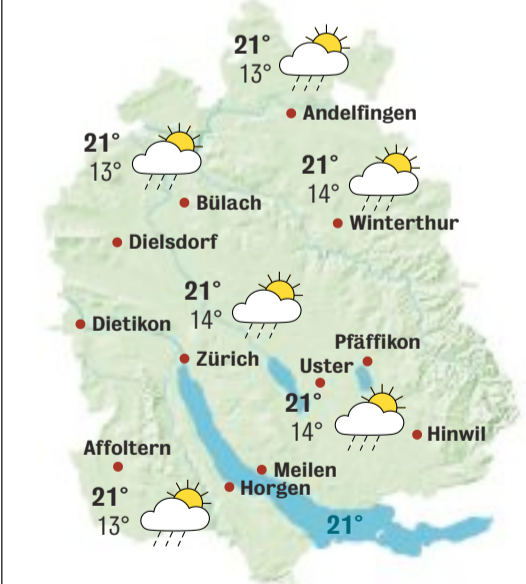 21°
13°
Andelfingen
21°
13°
21°
14°
Bülach
Winterthur
Dielsdorf
21°
14°
Dietikon
Pfäffikon
Zürich
Uster
21°
14°
Hinwil
Affoltern
Meilen
Horgen
21°
13°
21°